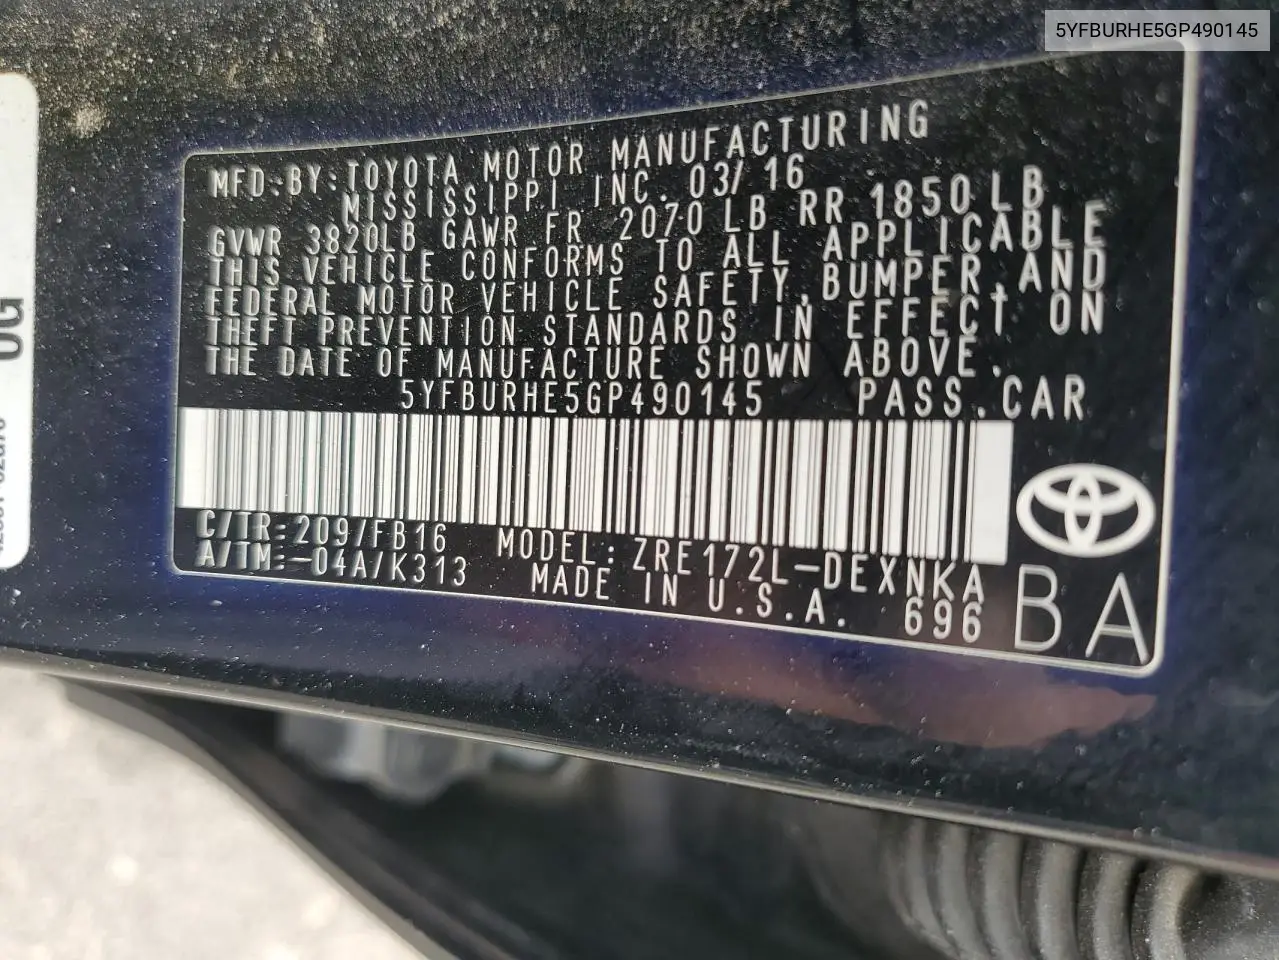 5YFBURHE5GP490145
MFD.BY:TOYOTA MOTOR MANUFACTURING
MISSISSIPPI INC. 03/16
GVWR 3820LB GAWR FR 2070LB RR 1850LB
THIS VEHICLE CONFORMS TO ALL APPLICABLE
FEDERAL MOTOR VEHICLE SAFETY,BUMPER,AND
THEFT PREVENTION STANDARDS IN EFFECT ON
THE DATE OF MANUFACTURE SHOWN ABOVE.
5YFBURHE5GP490145 PASS.CAR
C/TR:209/FB16 MODEL:ZRE172L-DEXNKA
A/TM:-04A/K313 MADE IN U.S.A. 696
BA